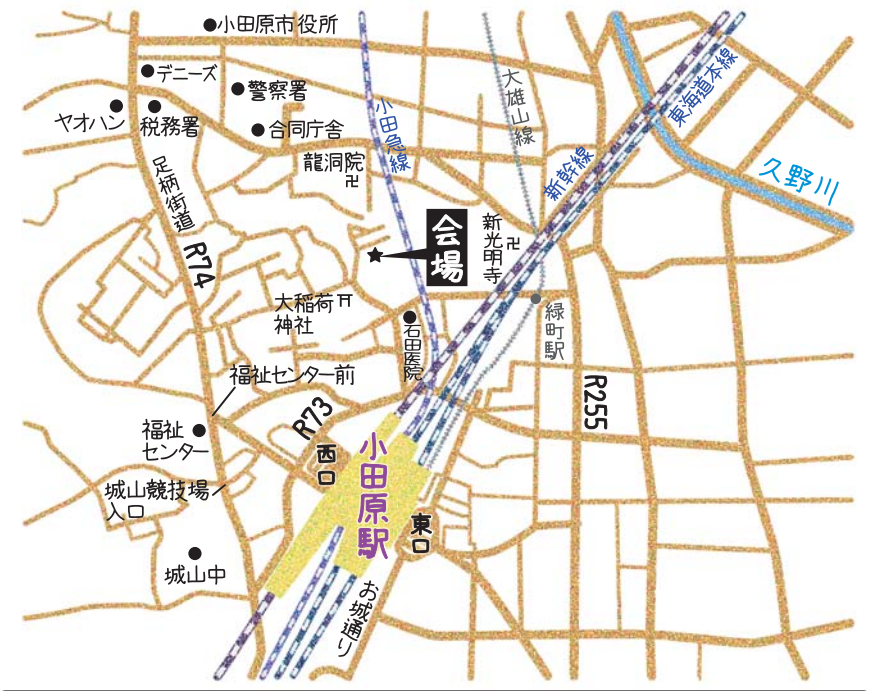 小田原市役所
デニーズ
警察署
ヤオハン
税務署
合同庁舎
小田急線
大雄山線
東海道本線
新幹線
久野川
龍洞院
足柄街道
R74
会場
新光明寺
大稲荷
神社
石田医院
緑町駅
福祉センター前
R73
R255
福祉
センター
西口
小田原駅
城山競技場
入口
東口
城山中
お城通り